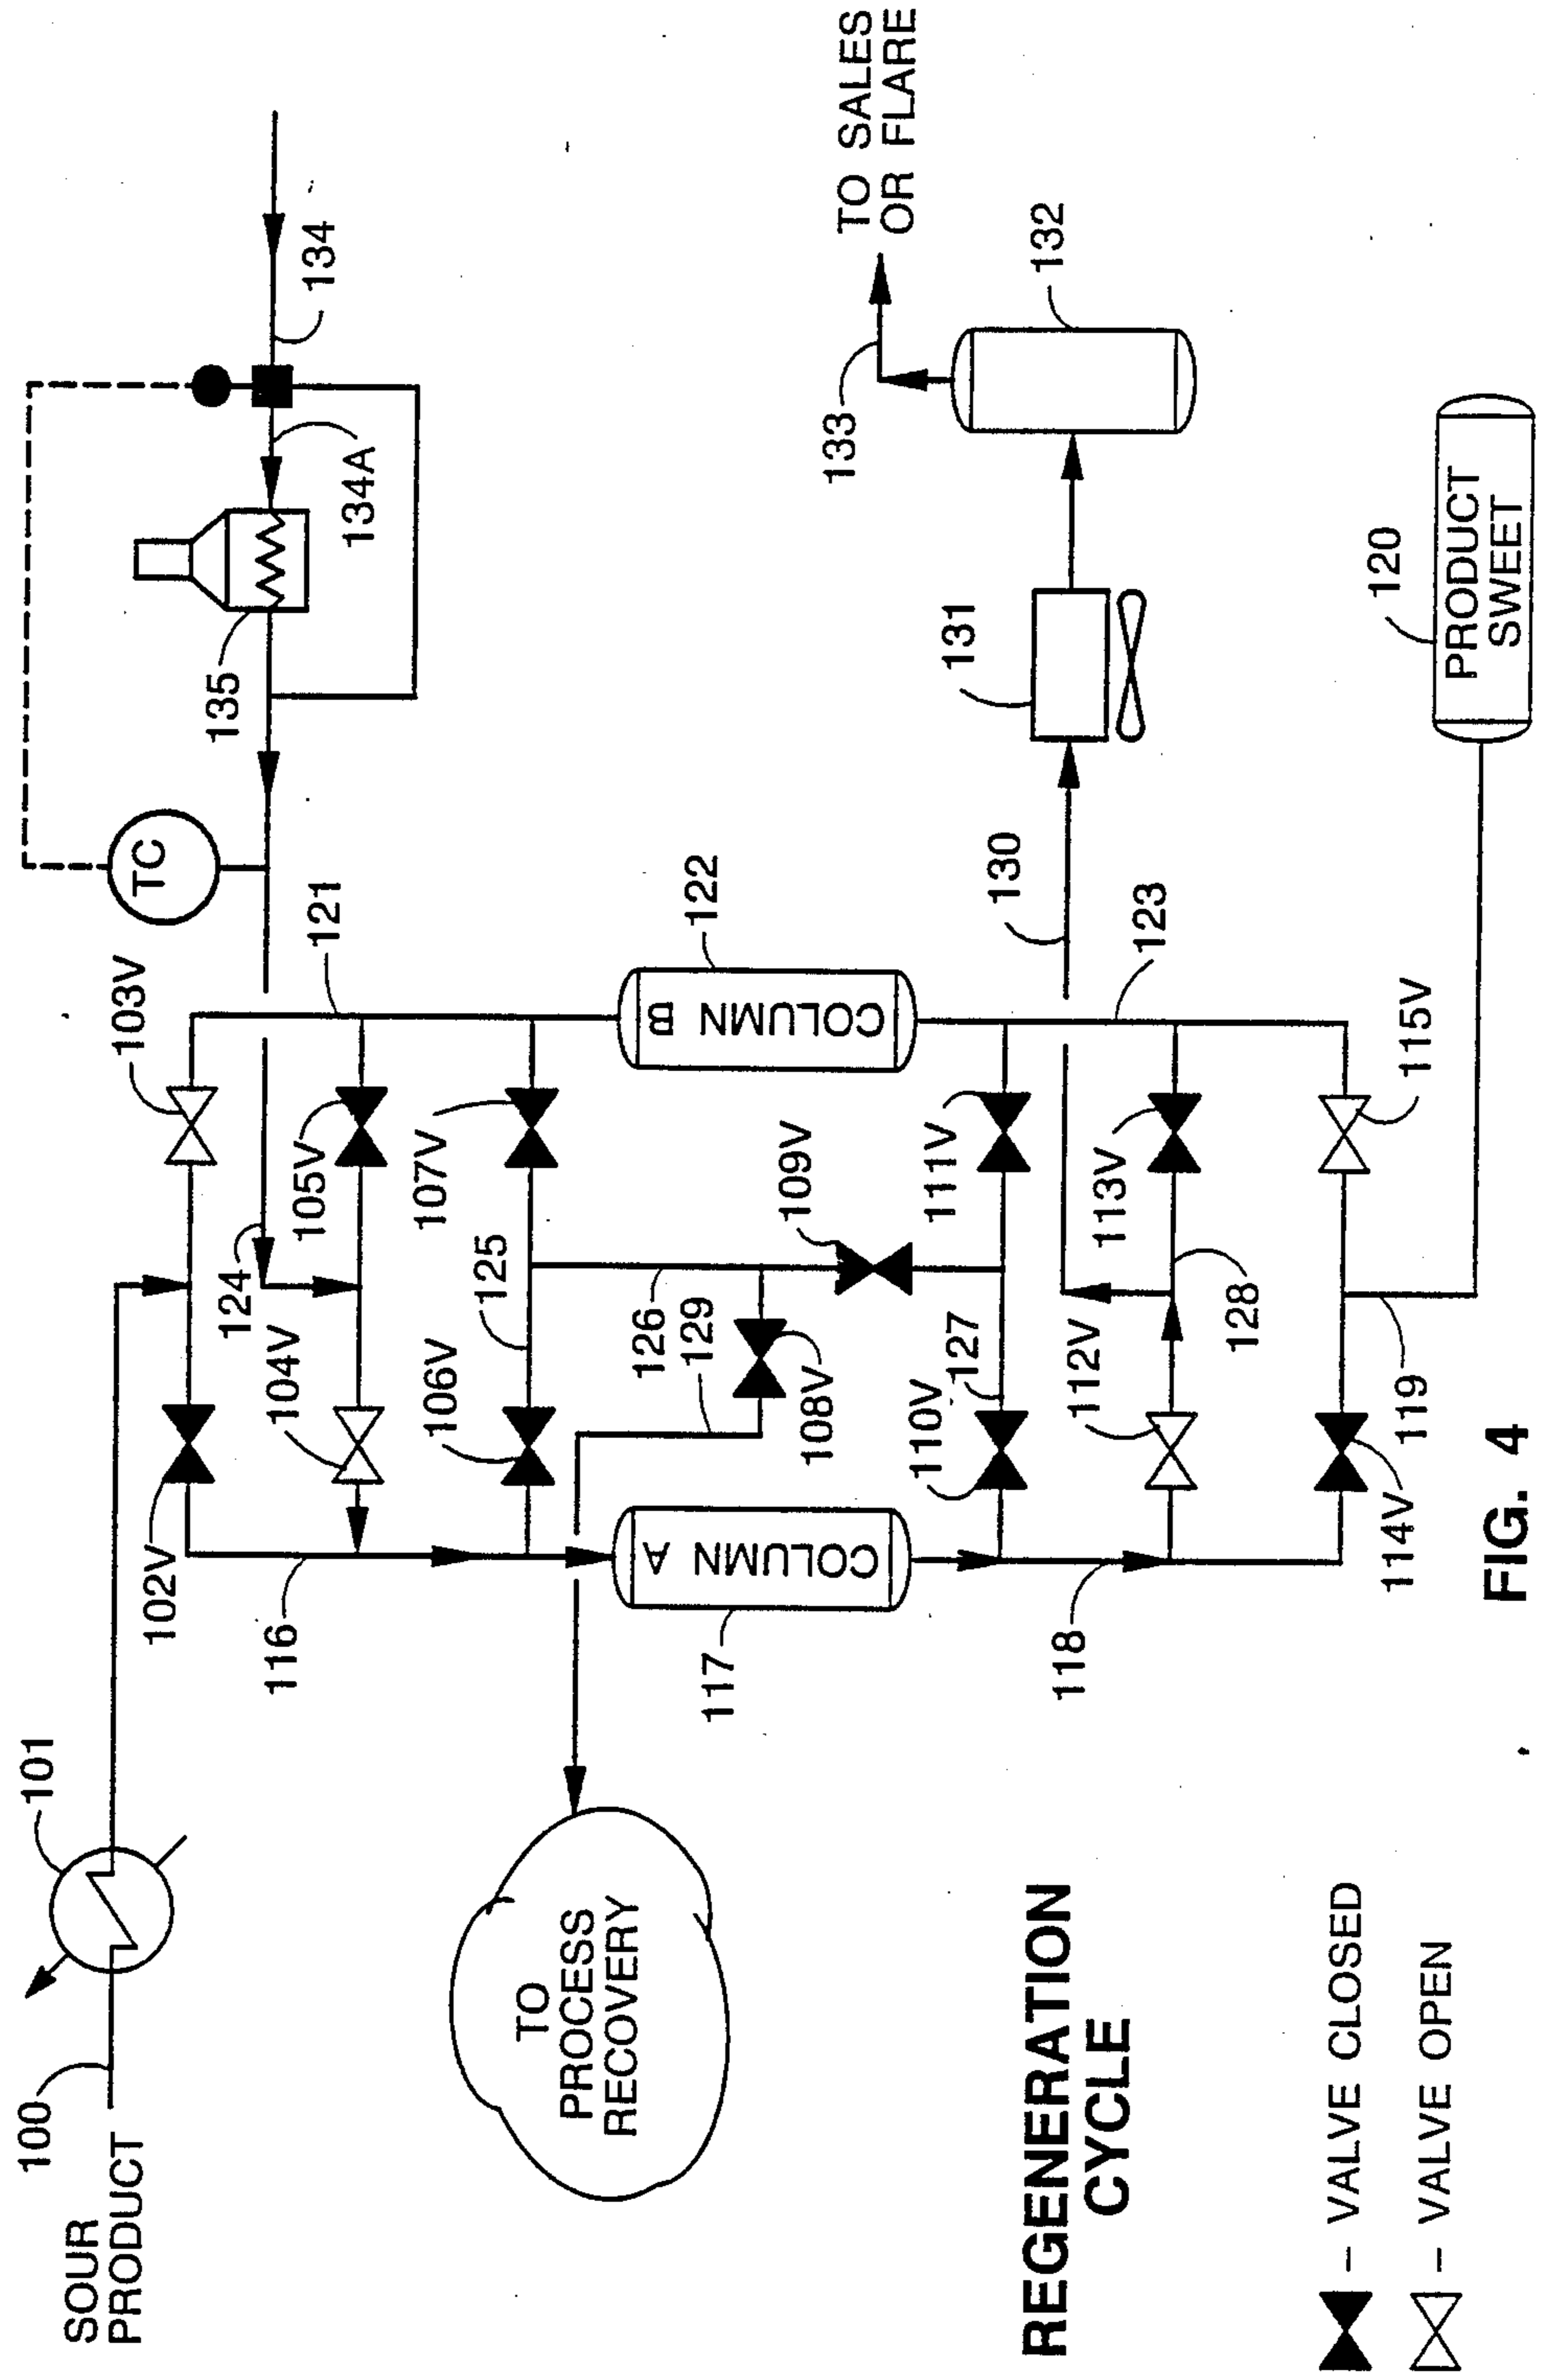 SOUR
PRODUCT
100
101
102V
103V
116
124
104V
105V
121
TC
135
134A
134
106V
125
107V
126
129
108V
109V
TO
PROCESS
RECOVERY
117
COLUMN A
COLUMN B
122
110V
127
111V
118
112V
128
113V
123
130
131
132
133
TO SALES
OR FLARE
114V
119
115V
120
PRODUCT
SWEET
REGENERATION
CYCLE
– VALVE CLOSED
– VALVE OPEN
FIG. 4